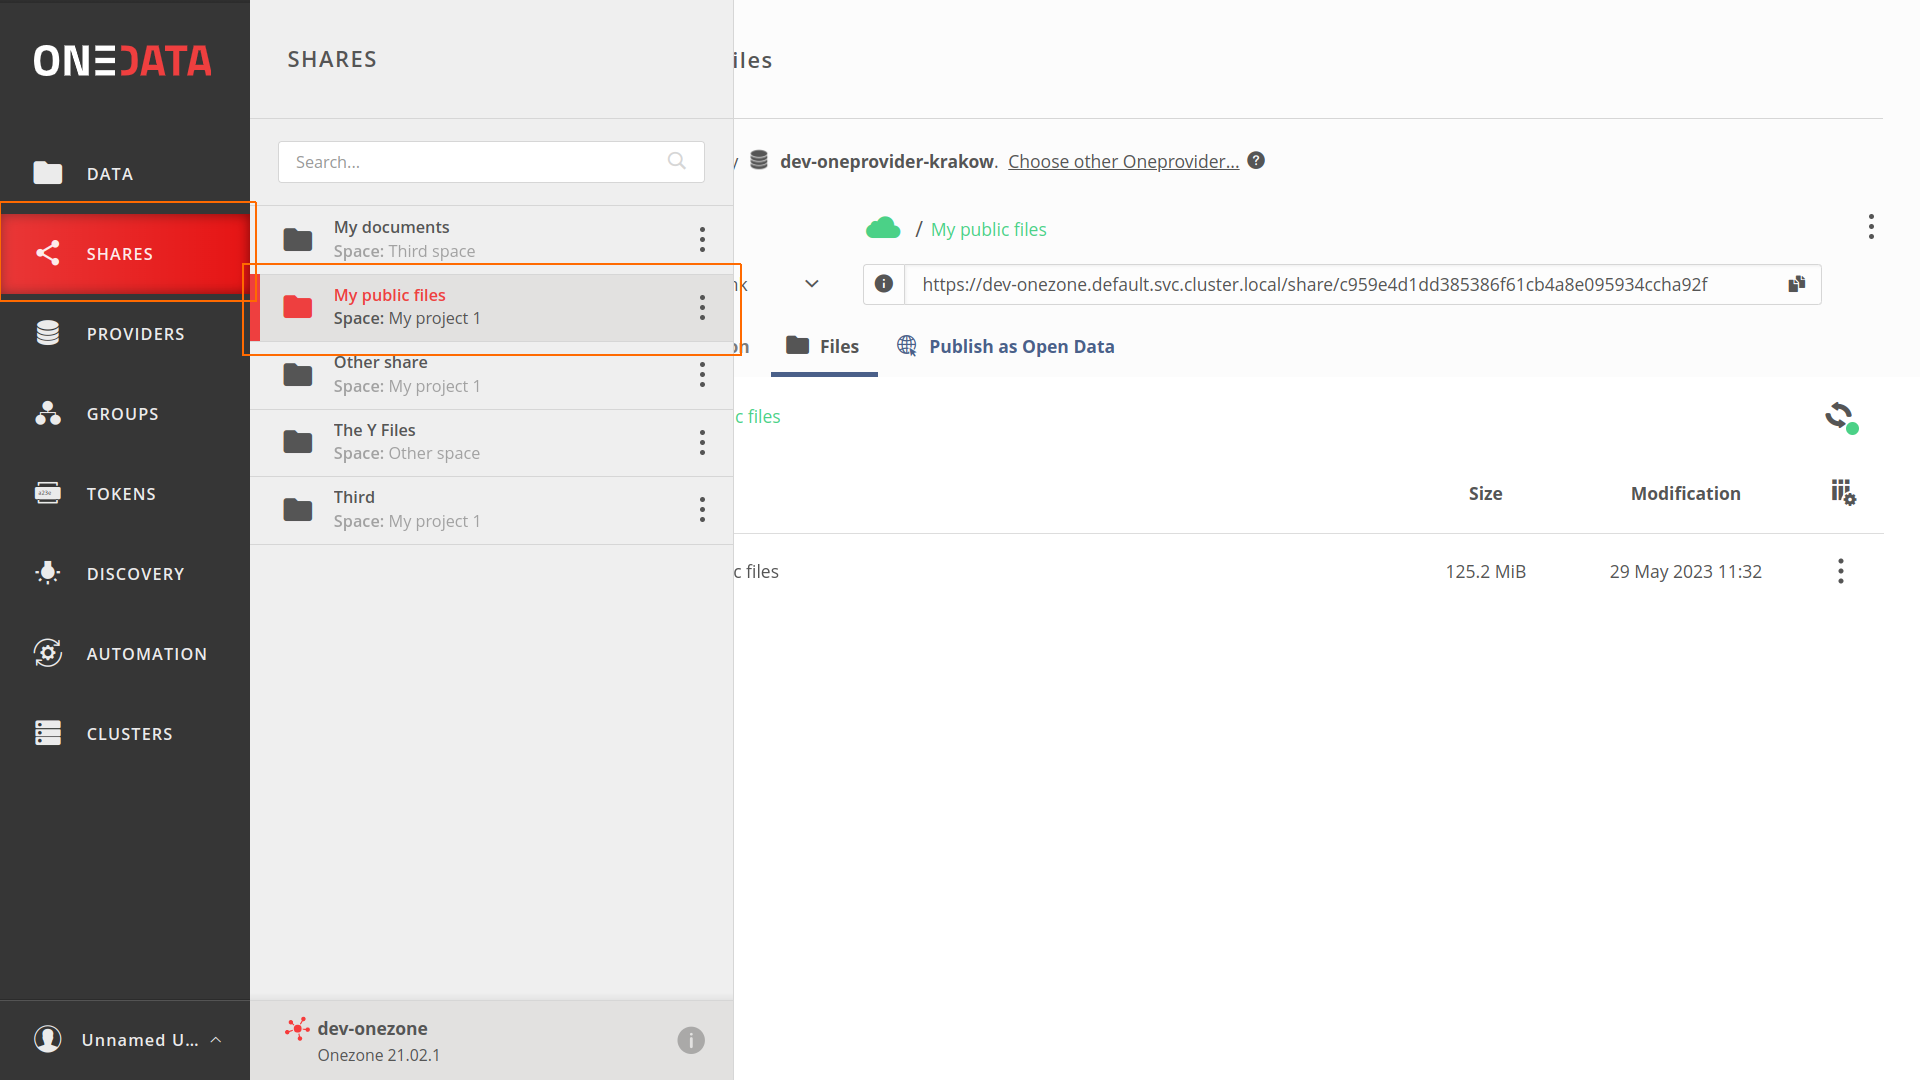 ONEDATA
DATA
SHARES
PROVIDERS
GROUPS
TOKENS
a23e
DISCOVERY
AUTOMATION
CLUSTERS
Unnamed U...
SHARES
Search...
My documents
Space: Third space
My public files
Space: My project 1
Other share
Space: My project 1
The Y Files
Space: Other space
Third
Space: My project 1
dev-onezone
Onezone 21.02.1
iles
y dev-oneprovider-krakow. Choose other Oneprovider... ?
/ My public files
nk
https://dev-onezone.default.svc.cluster.local/share/c959e4d1dd385386f61cb4a8e095934ccha92f
on Files Publish as Open Data
c files
Size Modification
c files 125.2 MiB 29 May 2023 11:32